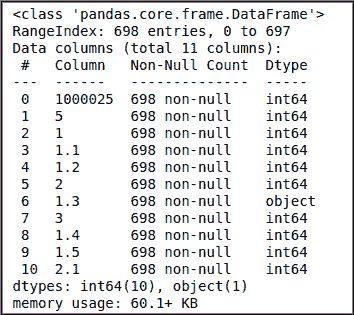 <class 'pandas.core.frame.DataFrame'>
RangeIndex: 698 entries, 0 to 697
Data columns (total 11 columns):
 #   Column   Non-Null Count  Dtype
---  ------   --------------  -----
 0   1000025  698 non-null    int64
 1   5        698 non-null    int64
 2   1        698 non-null    int64
 3   1.1      698 non-null    int64
 4   1.2      698 non-null    int64
 5   2        698 non-null    int64
 6   1.3      698 non-null    object
 7   3        698 non-null    int64
 8   1.4      698 non-null    int64
 9   1.5      698 non-null    int64
 10  2.1      698 non-null    int64
dtypes: int64(10), object(1)
memory usage: 60.1+ KB